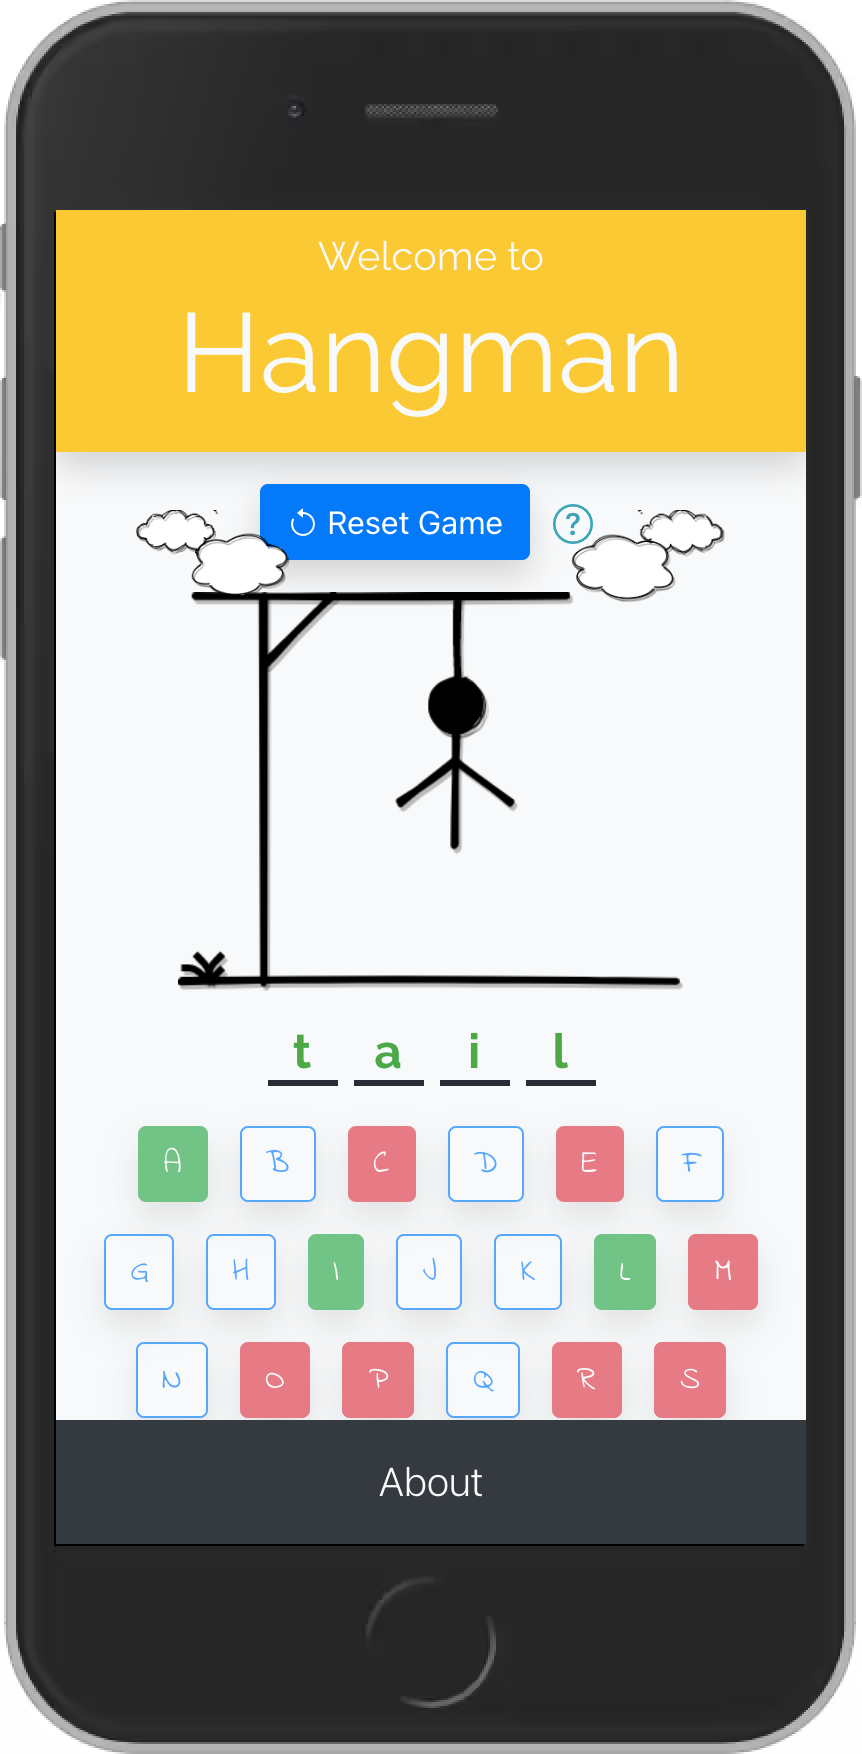 Welcome to
Hangman
Reset Game ?
t a i l
A B C D E F
G H I J K L M
N O P Q R S
About